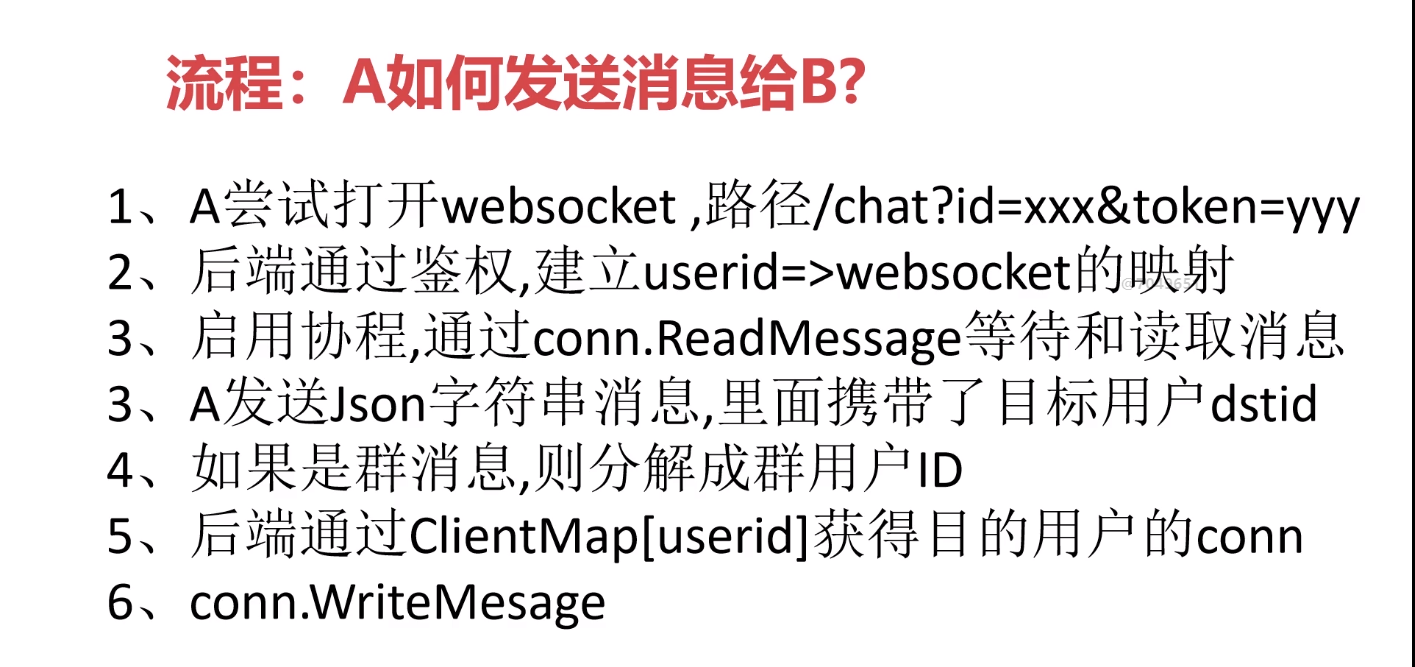 流程：A如何发送消息给B?
1、A尝试打开websocket ,路径/chat?id=xxx&token=yyy
2、后端通过鉴权,建立userid=>websocket的映射
3、启用协程,通过conn.ReadMessage等待和读取消息
3、A发送Json字符串消息,里面携带了目标用户dstid
4、如果是群消息,则分解成群用户ID
5、后端通过ClientMap[userid]获得目的用户的conn
6、conn.WriteMesage